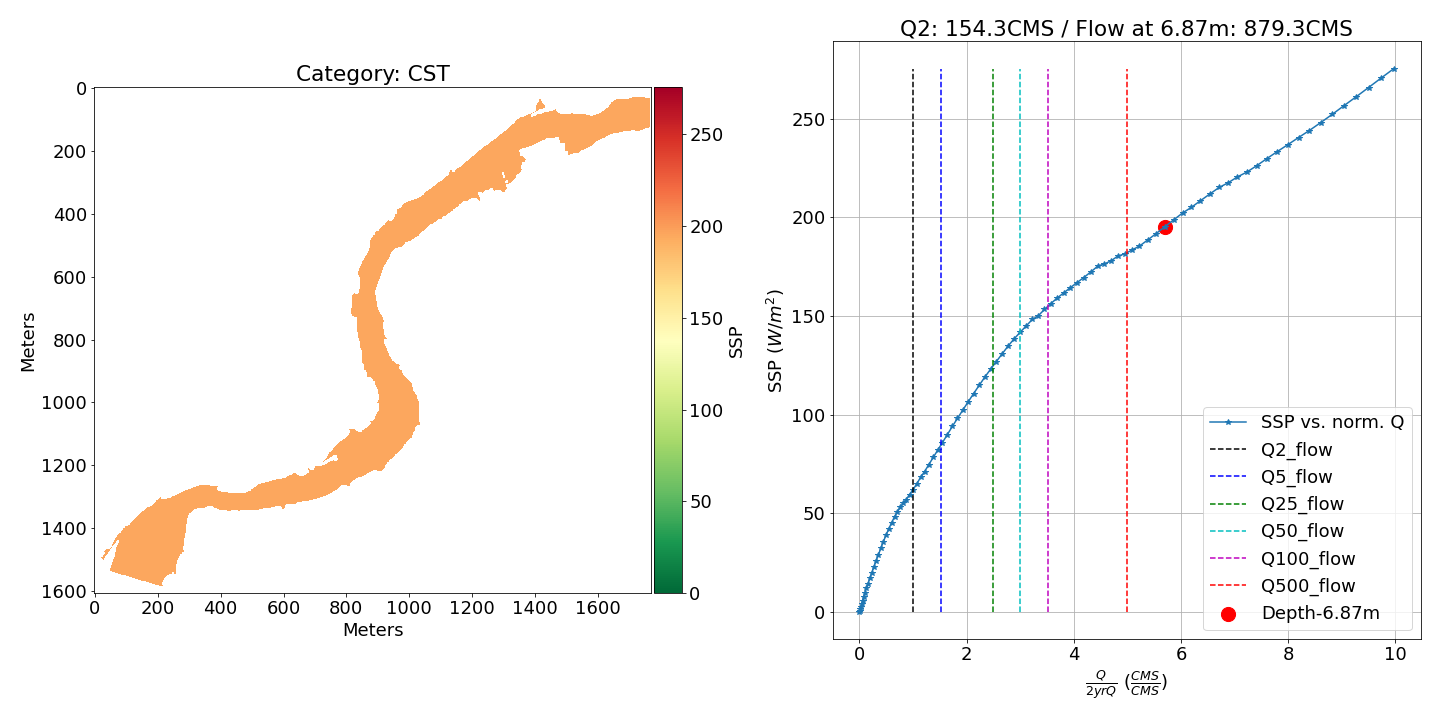 Category: CST
0
200
400
600
800
1000
1200
1400
1600
Meters
0 200 400 600 800 1000 1200 1400 1600
Meters
250
200
150
100
50
0
SSP
Q2: 154.3CMS / Flow at 6.87m: 879.3CMS
250
200
150
100
50
0
SSP (W/m²)
0 2 4 6 8 10
Q/2yrQ (CMS/CMS)
SSP vs. norm. Q
Q2_flow
Q5_flow
Q25_flow
Q50_flow
Q100_flow
Q500_flow
Depth-6.87m